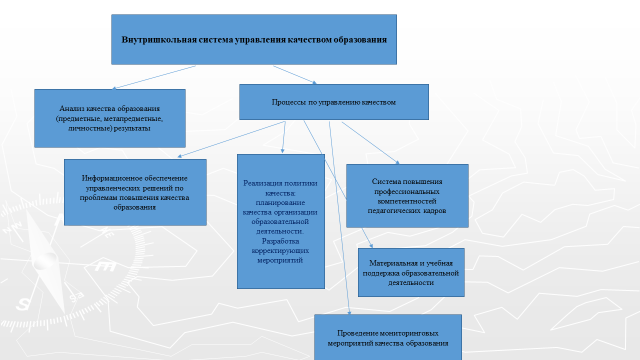 Внутришкольная система управления качеством образования
Анализ качества образования
(предметные, метапредметные,
личностные) результаты
Процессы по управлению качеством
Информационное обеспечение
управленческих решений по
проблемам повышения качества
образования
Реализация политики
качества:
планирование
качества организации
образовательной
деятельности.
Разработка
корректирующих
мероприятий
Система повышения
профессиональных
компетентностей
педагогических кадров
Материальная и учебная
поддержка образовательной
деятельности
Проведение мониторинговых
мероприятий качества образования